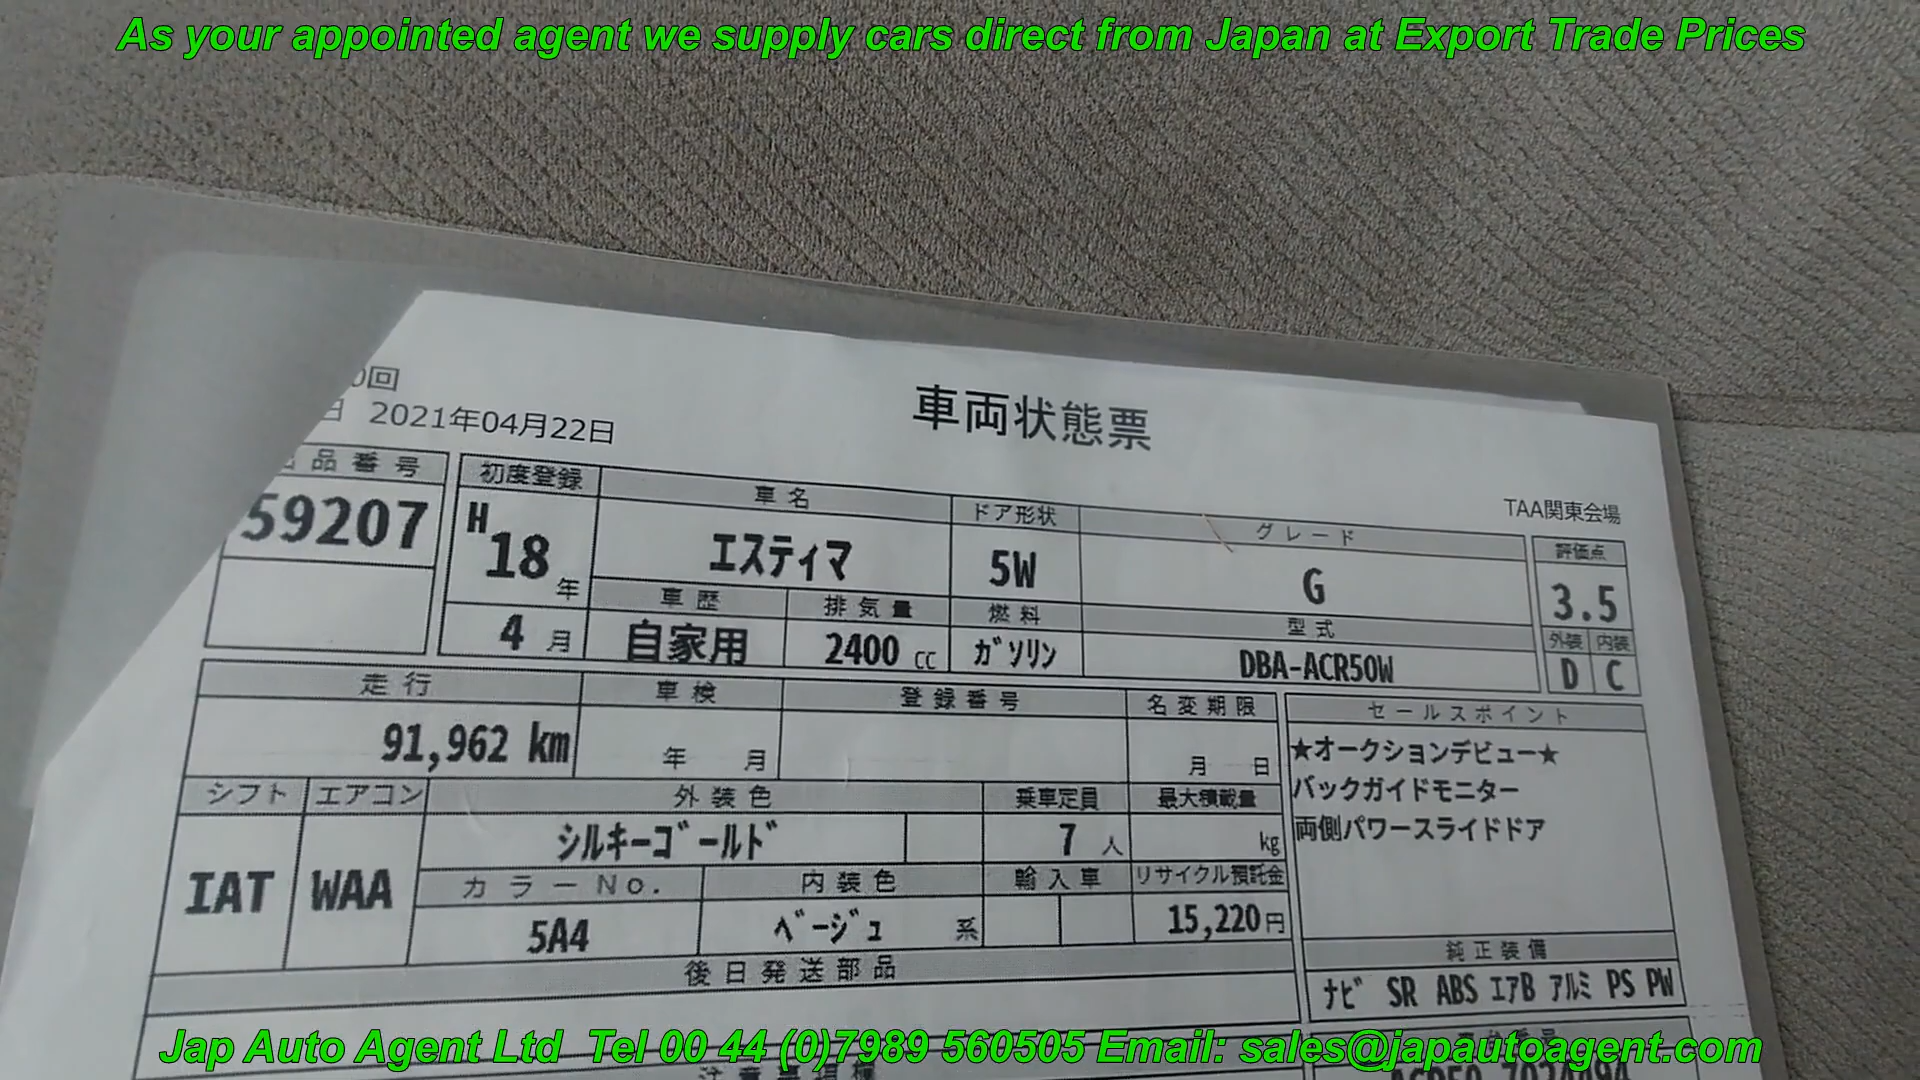 As your appointed agent we supply cars direct from Japan at Export Trade Prices
0回
日 2021年04月22日
車両状態票
TAA関東会場
品番号
59207
初度登録
H 18 年
4 月
車名
エスティマ
ドア形状
5W
グレード
G
評価点
3.5
外装 内装
D C
車歴
自家用
排気量
2400 cc
燃料
ガソリン
型式
DBA-ACR50W
走行
91,962 km
車検
年 月
登録番号
名変期限
月 日
セールスポイント
★オークションデビュー★
バックガイドモニター
両側パワースライドドア
シフト
IAT
エアコン
WAA
外装色
シルキーゴールド
乗車定員
7 人
最大積載量
kg
カラーNo.
5A4
内装色
ベージュ 系
輸入車
リサイクル預託金
15,220円
純正装備
ナビ SR ABS エアB アルミ PS PW
後日発送部品
Jap Auto Agent Ltd Tel 00 44 (0)7989 560505 Email: sales@japautoagent.com